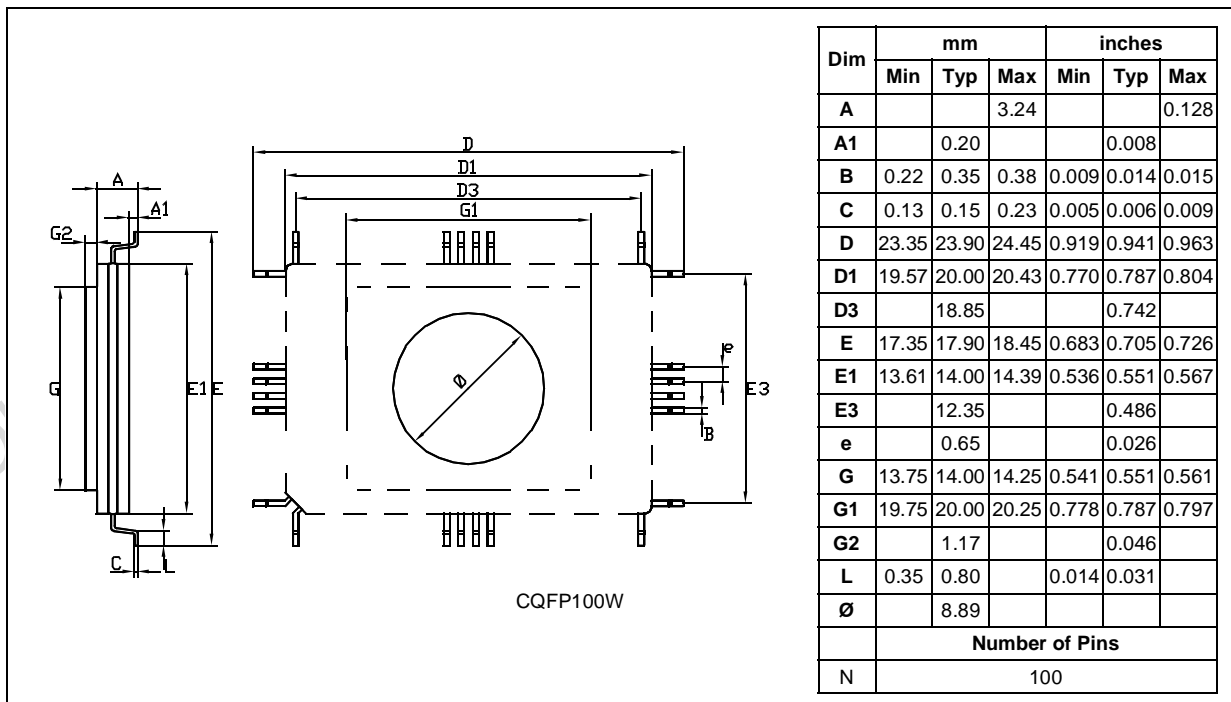 D
D1
D3
G1
A
A1
G2
G
E1 E
C
L
Ø
e
E3
B
CQFP100W
Dim mm inches
Min Typ Max Min Typ Max
A 3.24 0.128
A1 0.20 0.008
B 0.22 0.35 0.38 0.009 0.014 0.015
C 0.13 0.15 0.23 0.005 0.006 0.009
D 23.35 23.90 24.45 0.919 0.941 0.963
D1 19.57 20.00 20.43 0.770 0.787 0.804
D3 18.85 0.742
E 17.35 17.90 18.45 0.683 0.705 0.726
E1 13.61 14.00 14.39 0.536 0.551 0.567
E3 12.35 0.486
e 0.65 0.026
G 13.75 14.00 14.25 0.541 0.551 0.561
G1 19.75 20.00 20.25 0.778 0.787 0.797
G2 1.17 0.046
L 0.35 0.80 0.014 0.031
Ø 8.89
Number of Pins
N 100